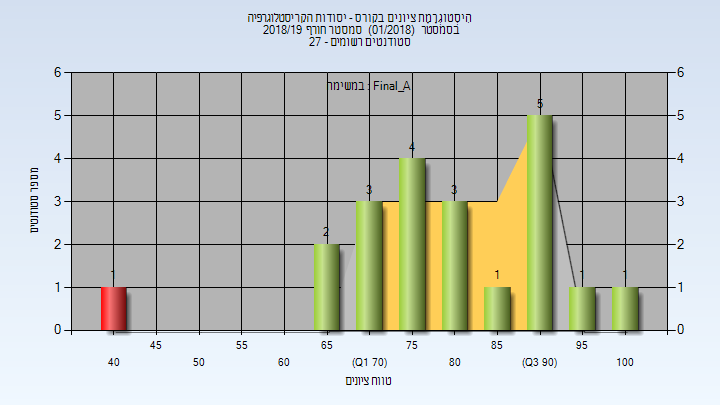 היסטוגרמת ציונים בקורס - יסודות הקריסטלוגרפיה
בסמסטר (01/2018) סמסטר חורף 2018/19
סטודנטים רשומים - 27
במשימה : Final_A
מספר סטודנטים
6 6
5 5
4 4
3 3
2 2
1 1
0 0
1 2 3 4 3 1 5 1 1
45 55 65 75 85 95
40 50 60 (Q1 70) 80 (Q3 90) 100
טווח ציונים